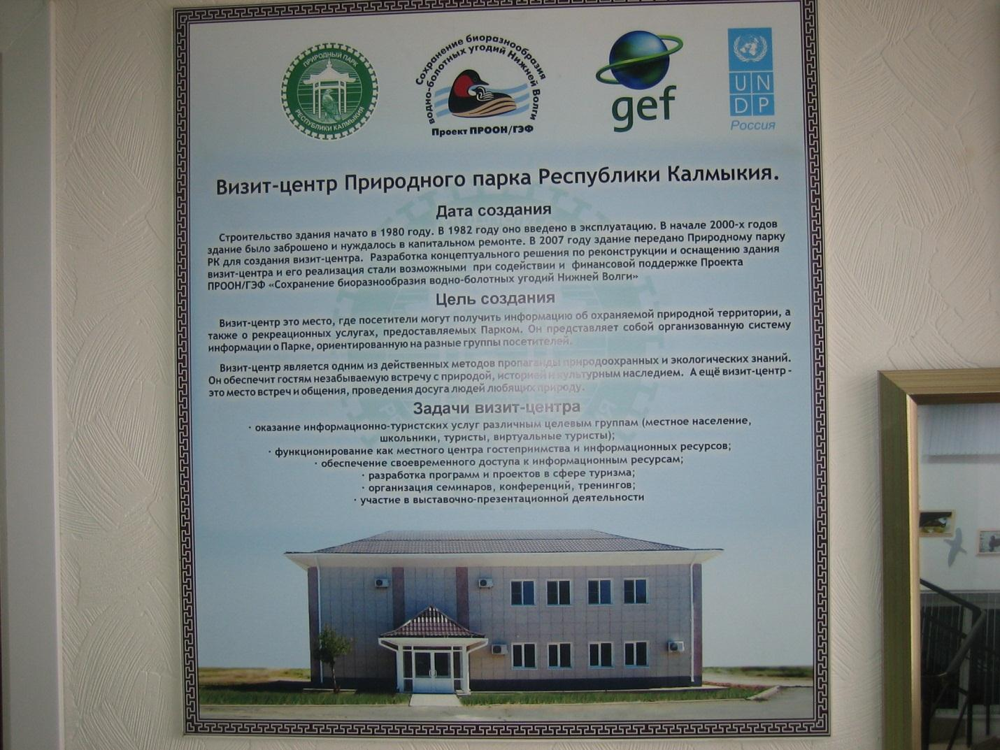 ПРИРОДНЫЙ ПАРК
РЕСПУБЛИКИ КАЛМЫКИЯ
Сохранение биоразнообразия
водно-болотных угодий Нижней Волги
Проект ПРООН/ГЭФ
gef
UN
DP
Россия
Визит-центр Природного парка Республики Калмыкия.
Дата создания
Строительство здания начато в 1980 году. В 1982 году оно введено в эксплуатацию. В начале 2000-х годов
здание было заброшено и нуждалось в капитальном ремонте. В 2007 году здание передано Природному парку
РК для создания визит-центра. Разработка концептуального решения по реконструкции и оснащению здания
визит-центра и его реализация стали возможными при содействии и финансовой поддержке Проекта
ПРООН/ГЭФ «Сохранение биоразнообразия водно-болотных угодий Нижней Волги»
Цель создания
Визит-центр это место, где посетители могут получить информацию об охраняемой природной территории, а
также о рекреационных услугах, предоставляемых Парком. Он представляет собой организованную систему
информации о Парке, ориентированную на разные группы посетителей.
Визит-центр является одним из действенных методов пропаганды природоохранных и экологических знаний.
Он обеспечит гостям незабываемую встречу с природой, историей и культурным наследием. А ещё визит-центр -
это место встреч и общения, проведения досуга людей любящих природу.
Задачи визит-центра
· оказание информационно-туристских услуг различным целевым группам (местное население,
школьники, туристы, виртуальные туристы);
· функционирование как местного центра гостеприимства и информационных ресурсов;
· обеспечение своевременного доступа к информационным ресурсам;
· разработка программ и проектов в сфере туризма;
· организация семинаров, конференций, тренингов;
· участие в выставочно-презентационной деятельности